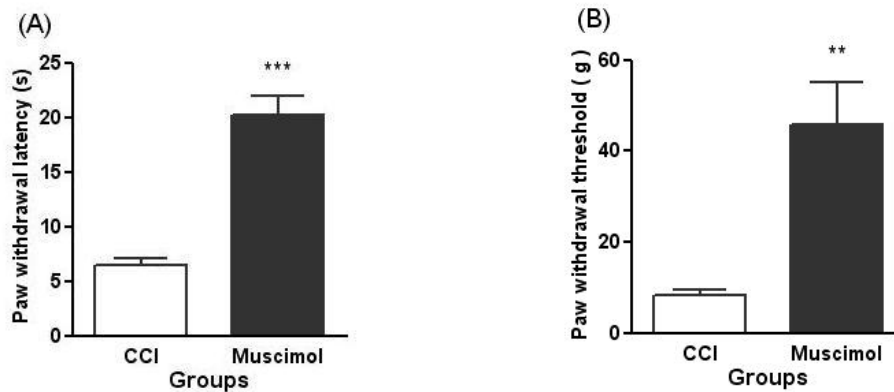 (A)
Paw withdrawal latency (s)
25
20
15
10
5
0
***
CCI
Muscimol
Groups
(B)
Paw withdrawal threshold ( g )
60
40
20
0
**
CCI
Muscimol
Groups